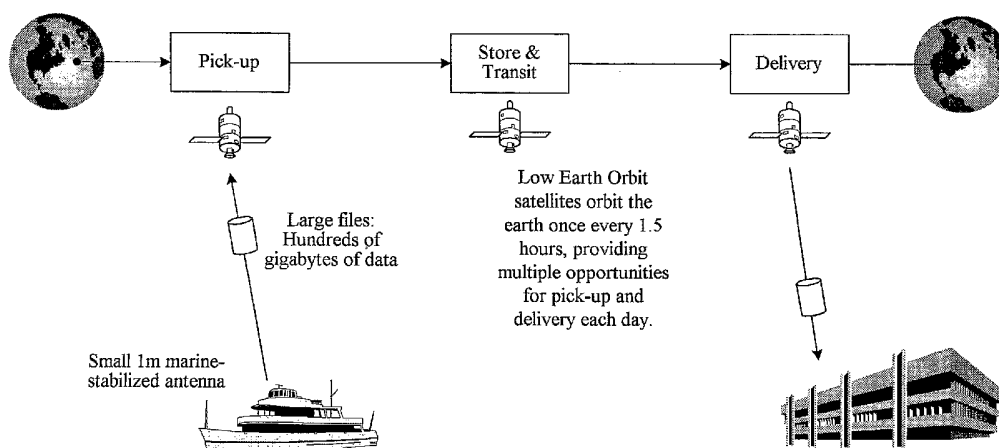 Pick-up
Store &
Transit
Delivery
Large files:
Hundreds of
gigabytes of data
Low Earth Orbit
satellites orbit the
earth once every 1.5
hours, providing
multiple opportunities
for pick-up and
delivery each day.
Small 1m marine-
stabilized antenna